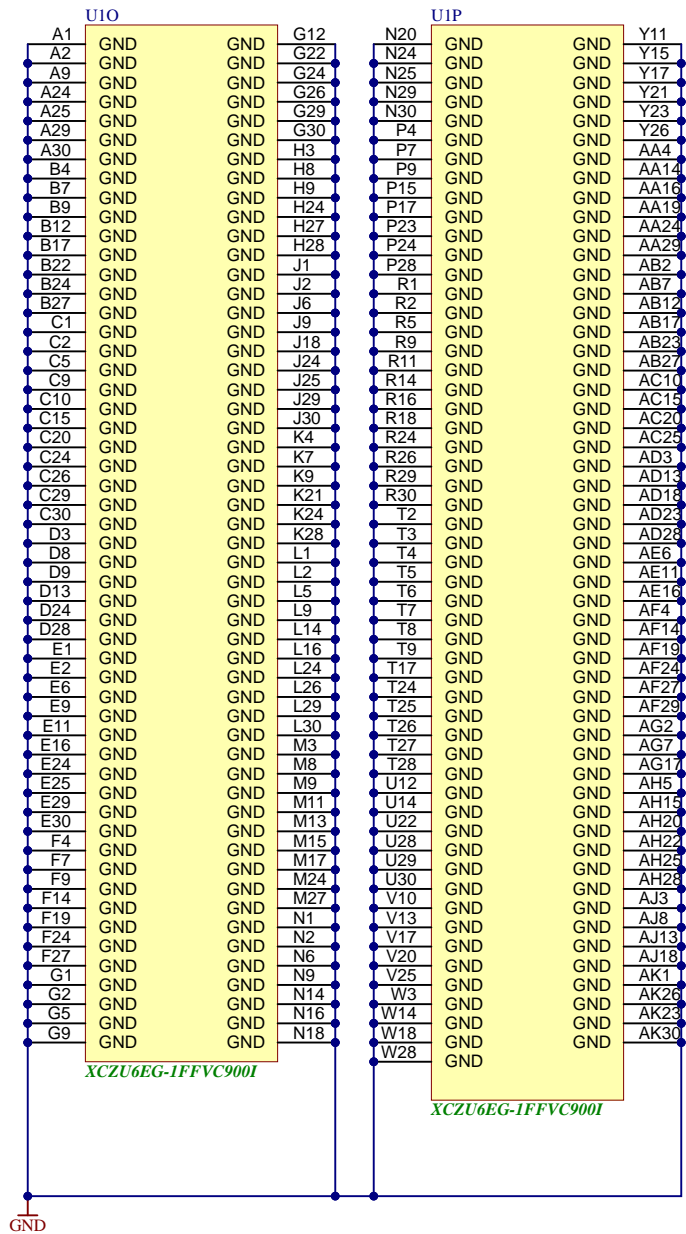 U1O U1P
A1 GND GND G12 N20 GND GND Y11
A2 GND GND G22 N24 GND GND Y15
A9 GND GND G24 N25 GND GND Y17
A24 GND GND G26 N29 GND GND Y21
A25 GND GND G29 N30 GND GND Y23
A29 GND GND G30 P4 GND GND Y26
A30 GND GND H3 P7 GND GND AA4
B4 GND GND H8 P9 GND GND AA14
B7 GND GND H9 P15 GND GND AA16
B9 GND GND H24 P17 GND GND AA19
B12 GND GND H27 P23 GND GND AA24
B17 GND GND H28 P24 GND GND AA29
B22 GND GND J1 P28 GND GND AB2
B24 GND GND J2 R1 GND GND AB7
B27 GND GND J6 R2 GND GND AB12
C1 GND GND J9 R5 GND GND AB17
C2 GND GND J18 R9 GND GND AB23
C5 GND GND J24 R11 GND GND AB27
C9 GND GND J25 R14 GND GND AC10
C10 GND GND J29 R16 GND GND AC15
C15 GND GND J30 R18 GND GND AC20
C20 GND GND K4 R24 GND GND AC25
C24 GND GND K7 R26 GND GND AD3
C26 GND GND K9 R29 GND GND AD13
C29 GND GND K21 R30 GND GND AD18
C30 GND GND K24 T2 GND GND AD23
D3 GND GND K28 T3 GND GND AD28
D8 GND GND L1 T4 GND GND AE6
D9 GND GND L2 T5 GND GND AE11
D13 GND GND L5 T6 GND GND AE16
D24 GND GND L9 T7 GND GND AF4
D28 GND GND L14 T8 GND GND AF14
E1 GND GND L16 T9 GND GND AF19
E2 GND GND L24 T17 GND GND AF24
E6 GND GND L26 T24 GND GND AF27
E9 GND GND L29 T25 GND GND AF29
E11 GND GND L30 T26 GND GND AG2
E16 GND GND M3 T27 GND GND AG7
E24 GND GND M8 T28 GND GND AG17
E25 GND GND M9 U12 GND GND AH5
E29 GND GND M11 U14 GND GND AH15
E30 GND GND M13 U22 GND GND AH20
F4 GND GND M15 U28 GND GND AH22
F7 GND GND M17 U29 GND GND AH25
F9 GND GND M24 U30 GND GND AH28
F14 GND GND M27 V10 GND GND AJ3
F19 GND GND N1 V13 GND GND AJ8
F24 GND GND N2 V17 GND GND AJ13
F27 GND GND N6 V20 GND GND AJ18
G1 GND GND N9 V25 GND GND AK1
G2 GND GND N14 W3 GND GND AK26
G5 GND GND N16 W14 GND GND AK23
G9 GND GND N18 W18 GND GND AK30
W28 GND
XCZU6EG-1FFVC900I
XCZU6EG-1FFVC900I
GND